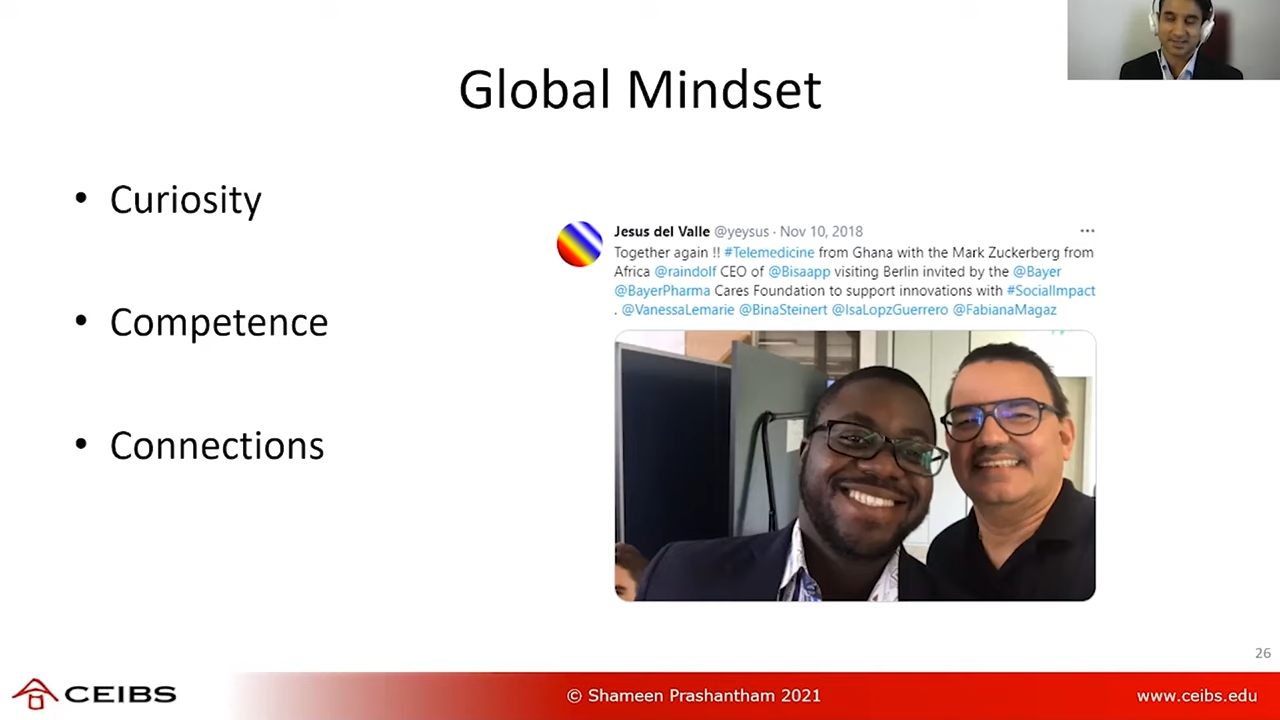 Global Mindset
• Curiosity
• Competence
• Connections
Jesus del Valle @yeysus · Nov 10, 2018
Together again !! #Telemedicine from Ghana with the Mark Zuckerberg from
Africa @raindolf CEO of @Bisaapp visiting Berlin invited by the @Bayer
@BayerPharma Cares Foundation to support innovations with #SocialImpact
. @VanessaLemarie @BinaSteinert @IsaLopzGuerrero @FabianaMagaz
26
CEIBS
© Shameen Prashantham 2021
www.ceibs.edu